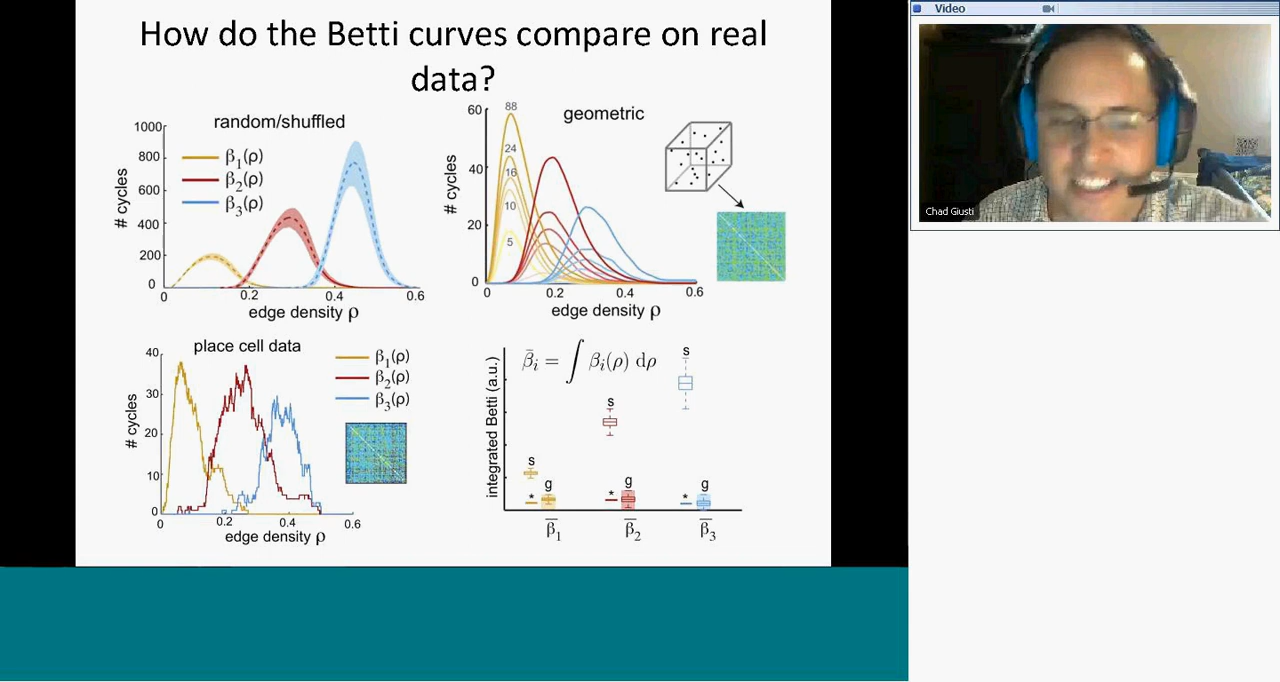 How do the Betti curves compare on real
data?
random/shuffled
# cycles
1000
800
600
400
200
0
β1(ρ)
β2(ρ)
β3(ρ)
0
0.2
0.4
0.6
edge density ρ
geometric
# cycles
60
40
20
0
88
24
16
10
5
0
0.2
0.4
0.6
edge density ρ
place cell data
# cycles
40
30
20
10
0
β1(ρ)
β2(ρ)
β3(ρ)
0
0.2
0.4
0.6
edge density ρ
integrated Betti (a.u.)
β̄i = ∫ βi(ρ) dρ
s
s
s
* g
* g
* g
β̄1
β̄2
β̄3
Video
Chad Giusti